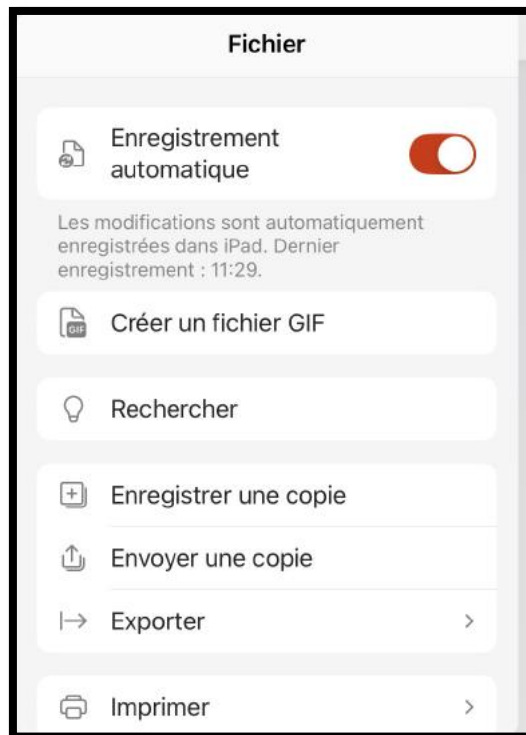 Fichier
Enregistrement
automatique
Les modifications sont automatiquement
enregistrées dans iPad. Dernier
enregistrement : 11:29.
GIF
Créer un fichier GIF
Rechercher
Enregistrer une copie
Envoyer une copie
Exporter
Imprimer